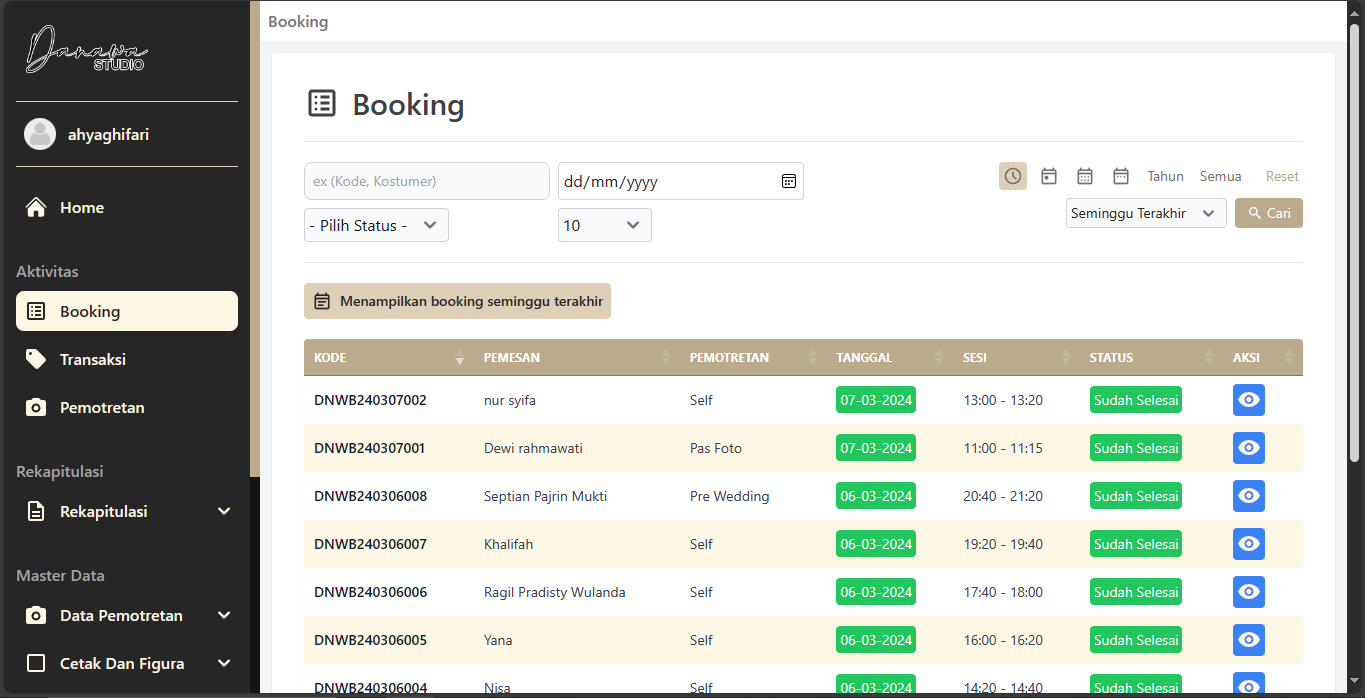 Danawa
STUDIO
ahyaghifari
Home
Aktivitas
Booking
Transaksi
Pemotretan
Rekapitulasi
Rekapitulasi
Master Data
Data Pemotretan
Cetak Dan Figura
Booking
Booking
ex (Kode, Kostumer)
dd/mm/yyyy
Tahun Semua Reset
- Pilih Status -
10
Seminggu Terakhir
Cari
Menampilkan booking seminggu terakhir
KODE PEMESAN PEMOTRETAN TANGGAL SESI STATUS AKSI
DNWB240307002 nur syifa Self 07-03-2024 13:00 - 13:20 Sudah Selesai
DNWB240307001 Dewi rahmawati Pas Foto 07-03-2024 11:00 - 11:15 Sudah Selesai
DNWB240306008 Septian Pajrin Mukti Pre Wedding 06-03-2024 20:40 - 21:20 Sudah Selesai
DNWB240306007 Khalifah Self 06-03-2024 19:20 - 19:40 Sudah Selesai
DNWB240306006 Ragil Pradisty Wulanda Self 06-03-2024 17:40 - 18:00 Sudah Selesai
DNWB240306005 Yana Self 06-03-2024 16:00 - 16:20 Sudah Selesai
DNWB240306004 Nisa Self 06-03-2024 14:20 - 14:40 Sudah Selesai